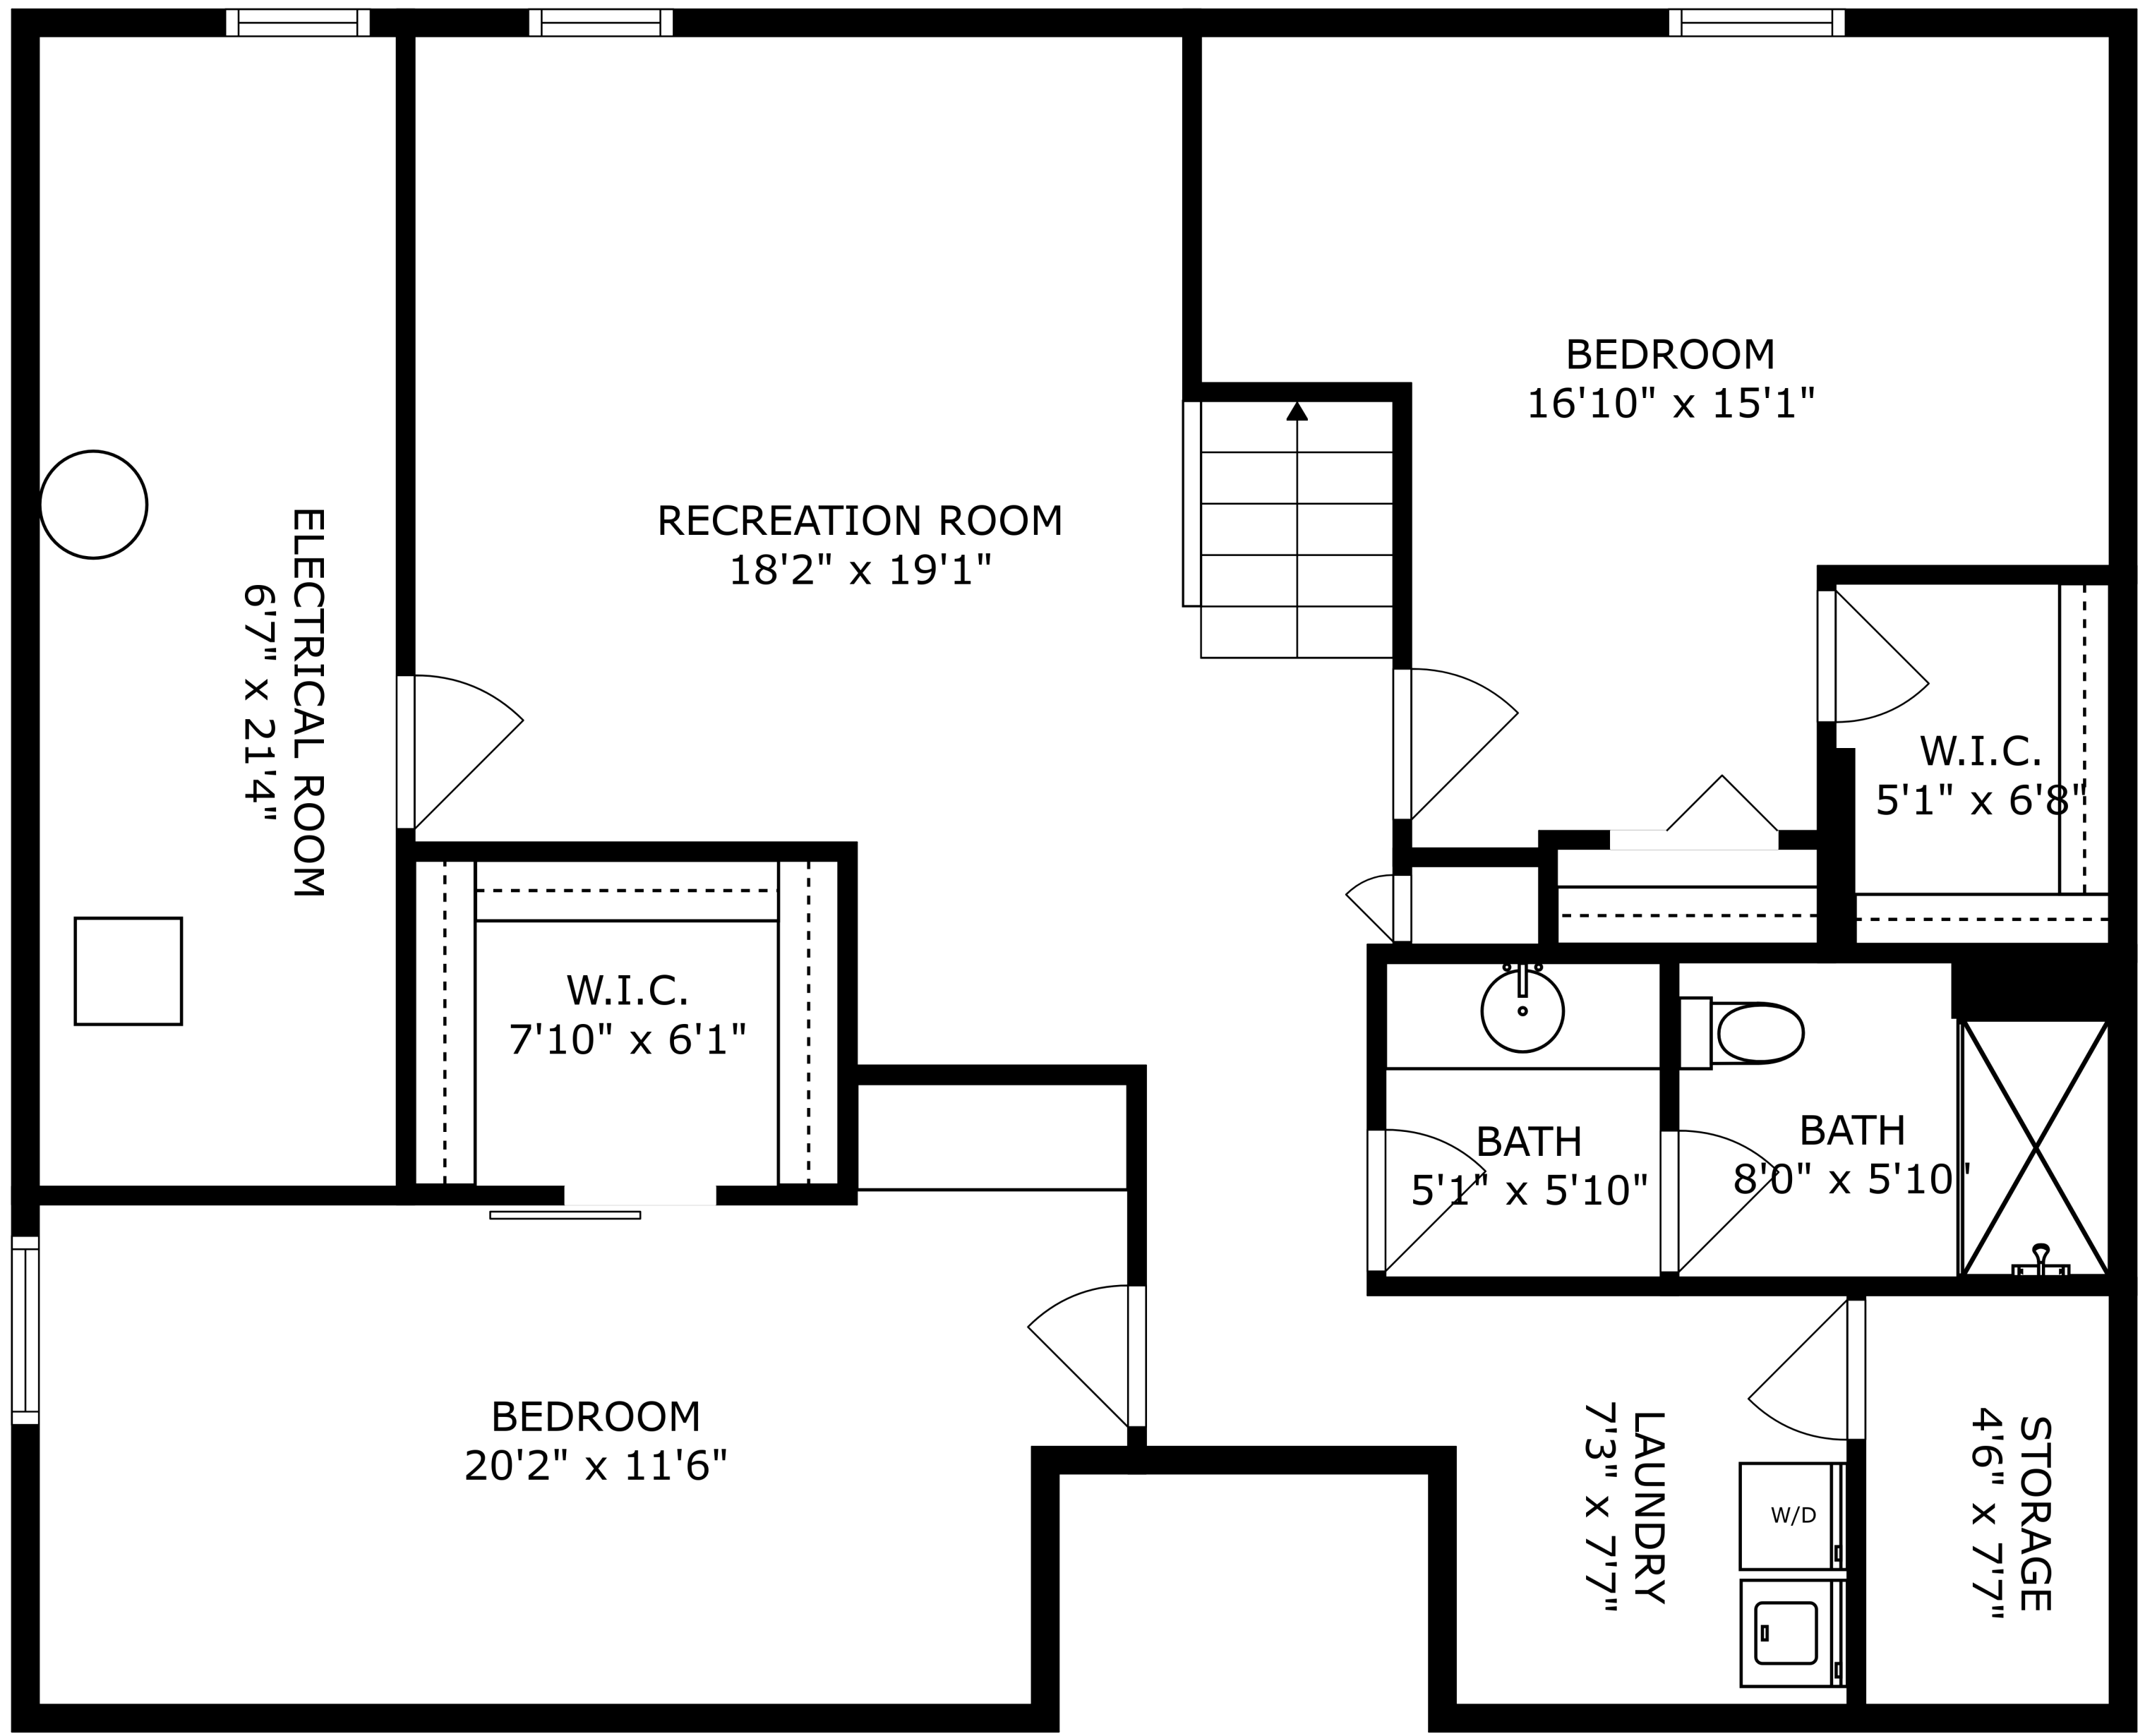 BEDROOM
16'10" x 15'1"
RECREATION ROOM
18'2" x 19'1"
ELECTRICAL ROOM
6'7" x 21'4"
W.I.C.
5'1" x 6'8"
W.I.C.
7'10" x 6'1"
BATH
5'1" x 5'10"
BATH
8'0" x 5'10"
BEDROOM
20'2" x 11'6"
LAUNDRY
7'3" x 7'7"
W/D
STORAGE
4'6" x 7'7"